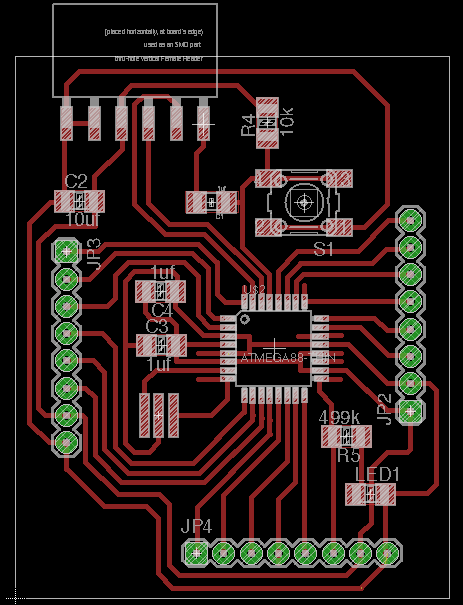 (placed horizontally, at board's edge)
used as an SMD part
thru-hole vertical Female Header
R4
10k
C2
10uf
JP3
S1
1uf
C4
C3
1uf
U$2
ATMEGA88-
JP2
499k
R5
LED1
JP4